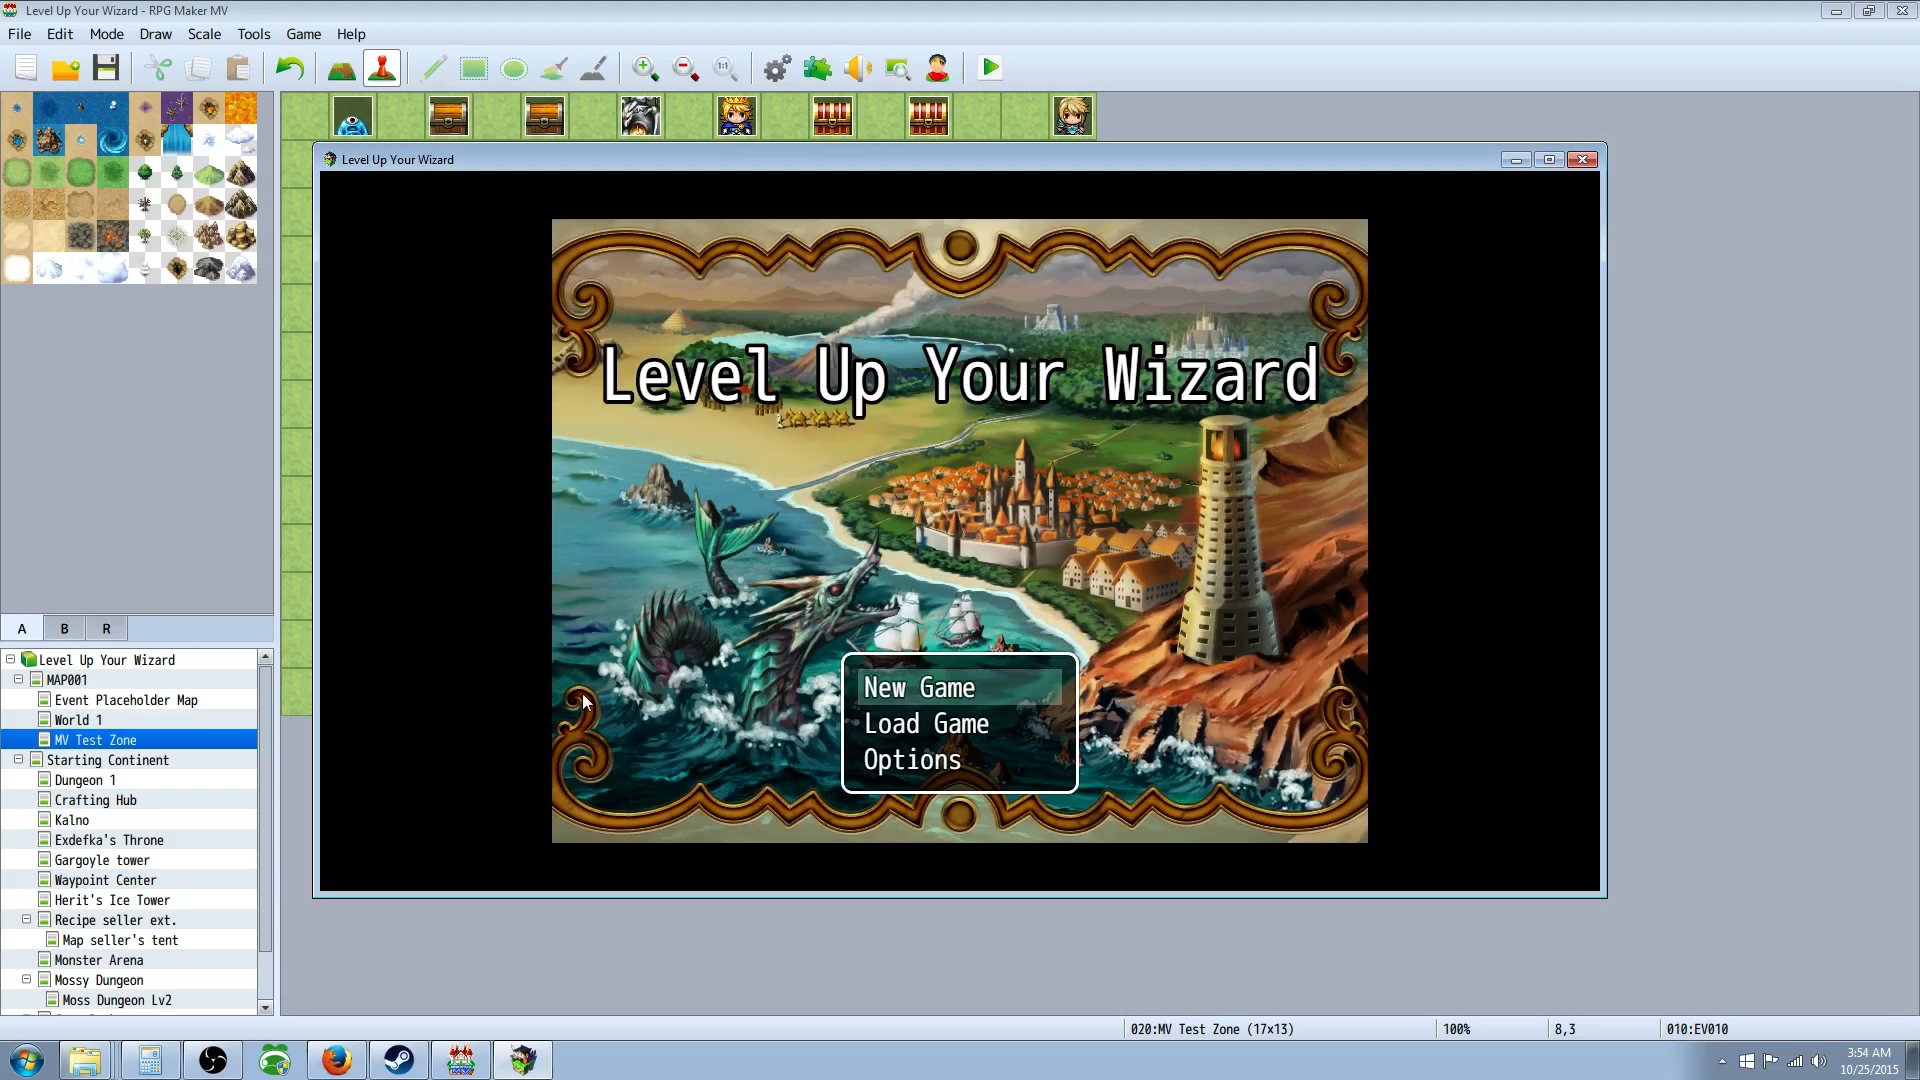 Level Up Your Wizard - RPG Maker MV
File Edit Mode Draw Scale Tools Game Help
1:1
Level Up Your Wizard
Level Up Your Wizard
New Game
Load Game
Options
A B R
Level Up Your Wizard
MAP001
Event Placeholder Map
World 1
MV Test Zone
Starting Continent
Dungeon 1
Crafting Hub
Kalno
Exdefka's Throne
Gargoyle tower
Waypoint Center
Herit's Ice Tower
Recipe seller ext.
Map seller's tent
Monster Arena
Mossy Dungeon
Moss Dungeon Lv2
020:MV Test Zone (17x13) 100% 8,3 010:EV010
3:54 AM
10/25/2015